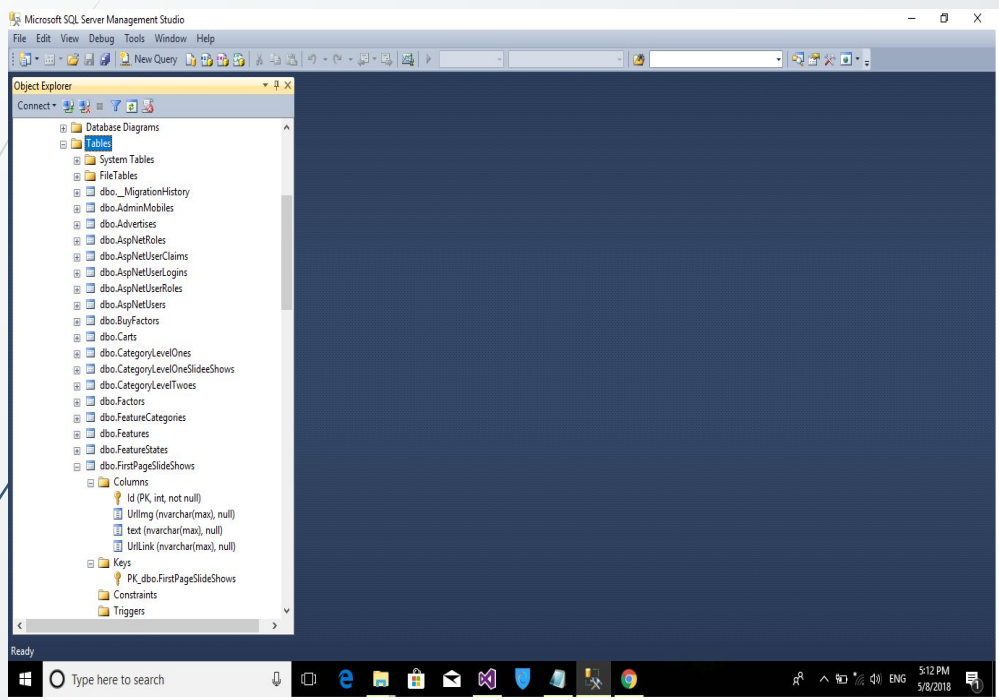 Microsoft SQL Server Management Studio
File Edit View Debug Tools Window Help
New Query
Object Explorer
Connect
Database Diagrams
Tables
System Tables
FileTables
dbo.__MigrationHistory
dbo.AdminMobiles
dbo.Advertises
dbo.AspNetRoles
dbo.AspNetUserClaims
dbo.AspNetUserLogins
dbo.AspNetUserRoles
dbo.AspNetUsers
dbo.BuyFactors
dbo.Carts
dbo.CategoryLevelOnes
dbo.CategoryLevelOneSlideeShows
dbo.CategoryLevelTwoes
dbo.Factors
dbo.FeatureCategories
dbo.Features
dbo.FeatureStates
dbo.FirstPageSlideShows
Columns
Id (PK, int, not null)
UrlImg (nvarchar(max), null)
text (nvarchar(max), null)
UrlLink (nvarchar(max), null)
Keys
PK_dbo.FirstPageSlideShows
Constraints
Triggers
Ready
Type here to search
ENG
5:12 PM
5/8/2018